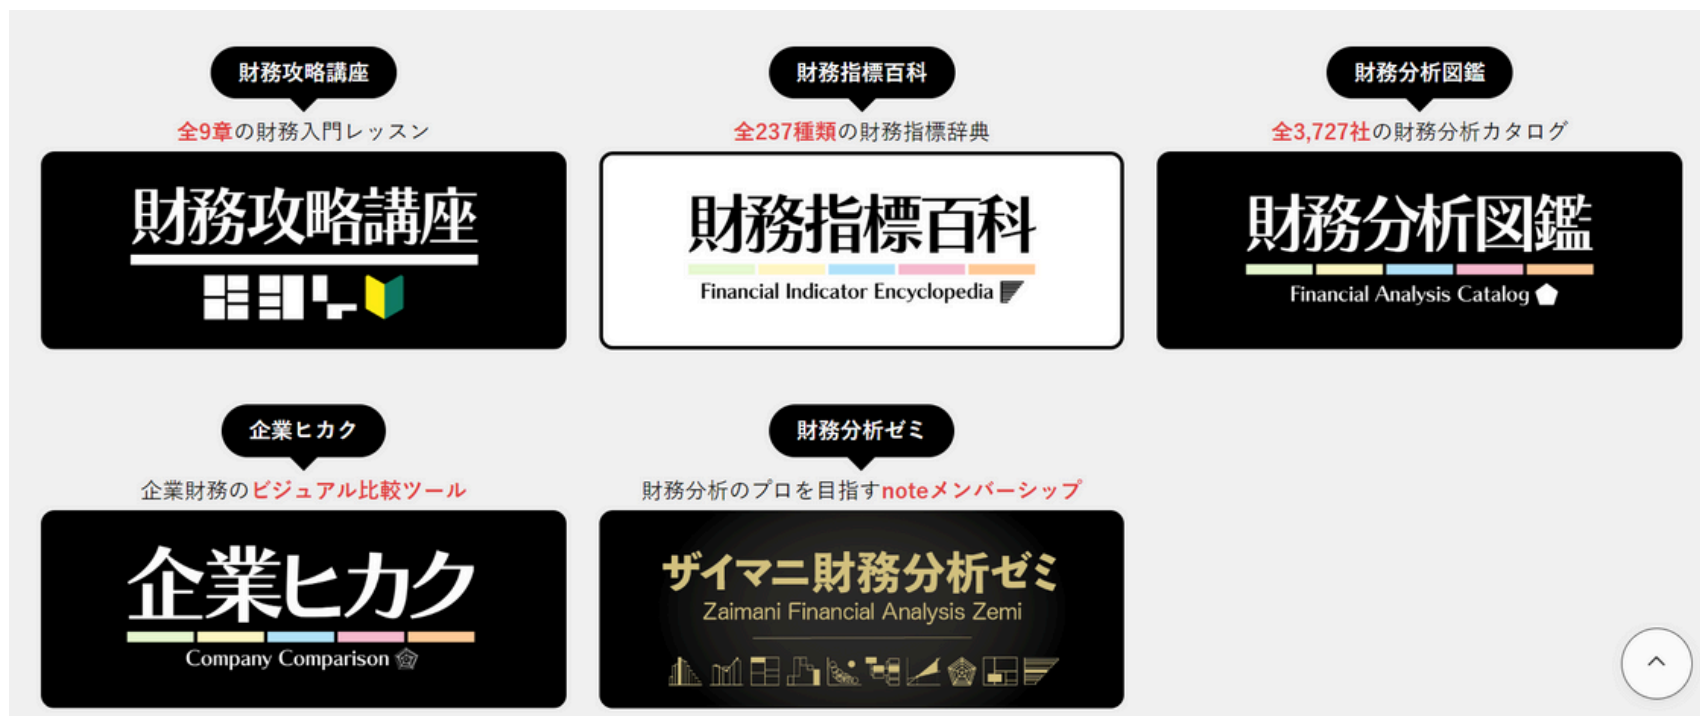 財務攻略講座
全9章の財務入門レッスン
財務攻略講座
財務指標百科
全237種類の財務指標辞典
財務指標百科
Financial Indicator Encyclopedia
財務分析図鑑
全3,727社の財務分析カタログ
財務分析図鑑
Financial Analysis Catalog
企業ヒカク
企業財務のビジュアル比較ツール
企業ヒカク
Company Comparison
財務分析ゼミ
財務分析のプロを目指すnoteメンバーシップ
ザイマニ財務分析ゼミ
Zaimani Financial Analysis Zemi